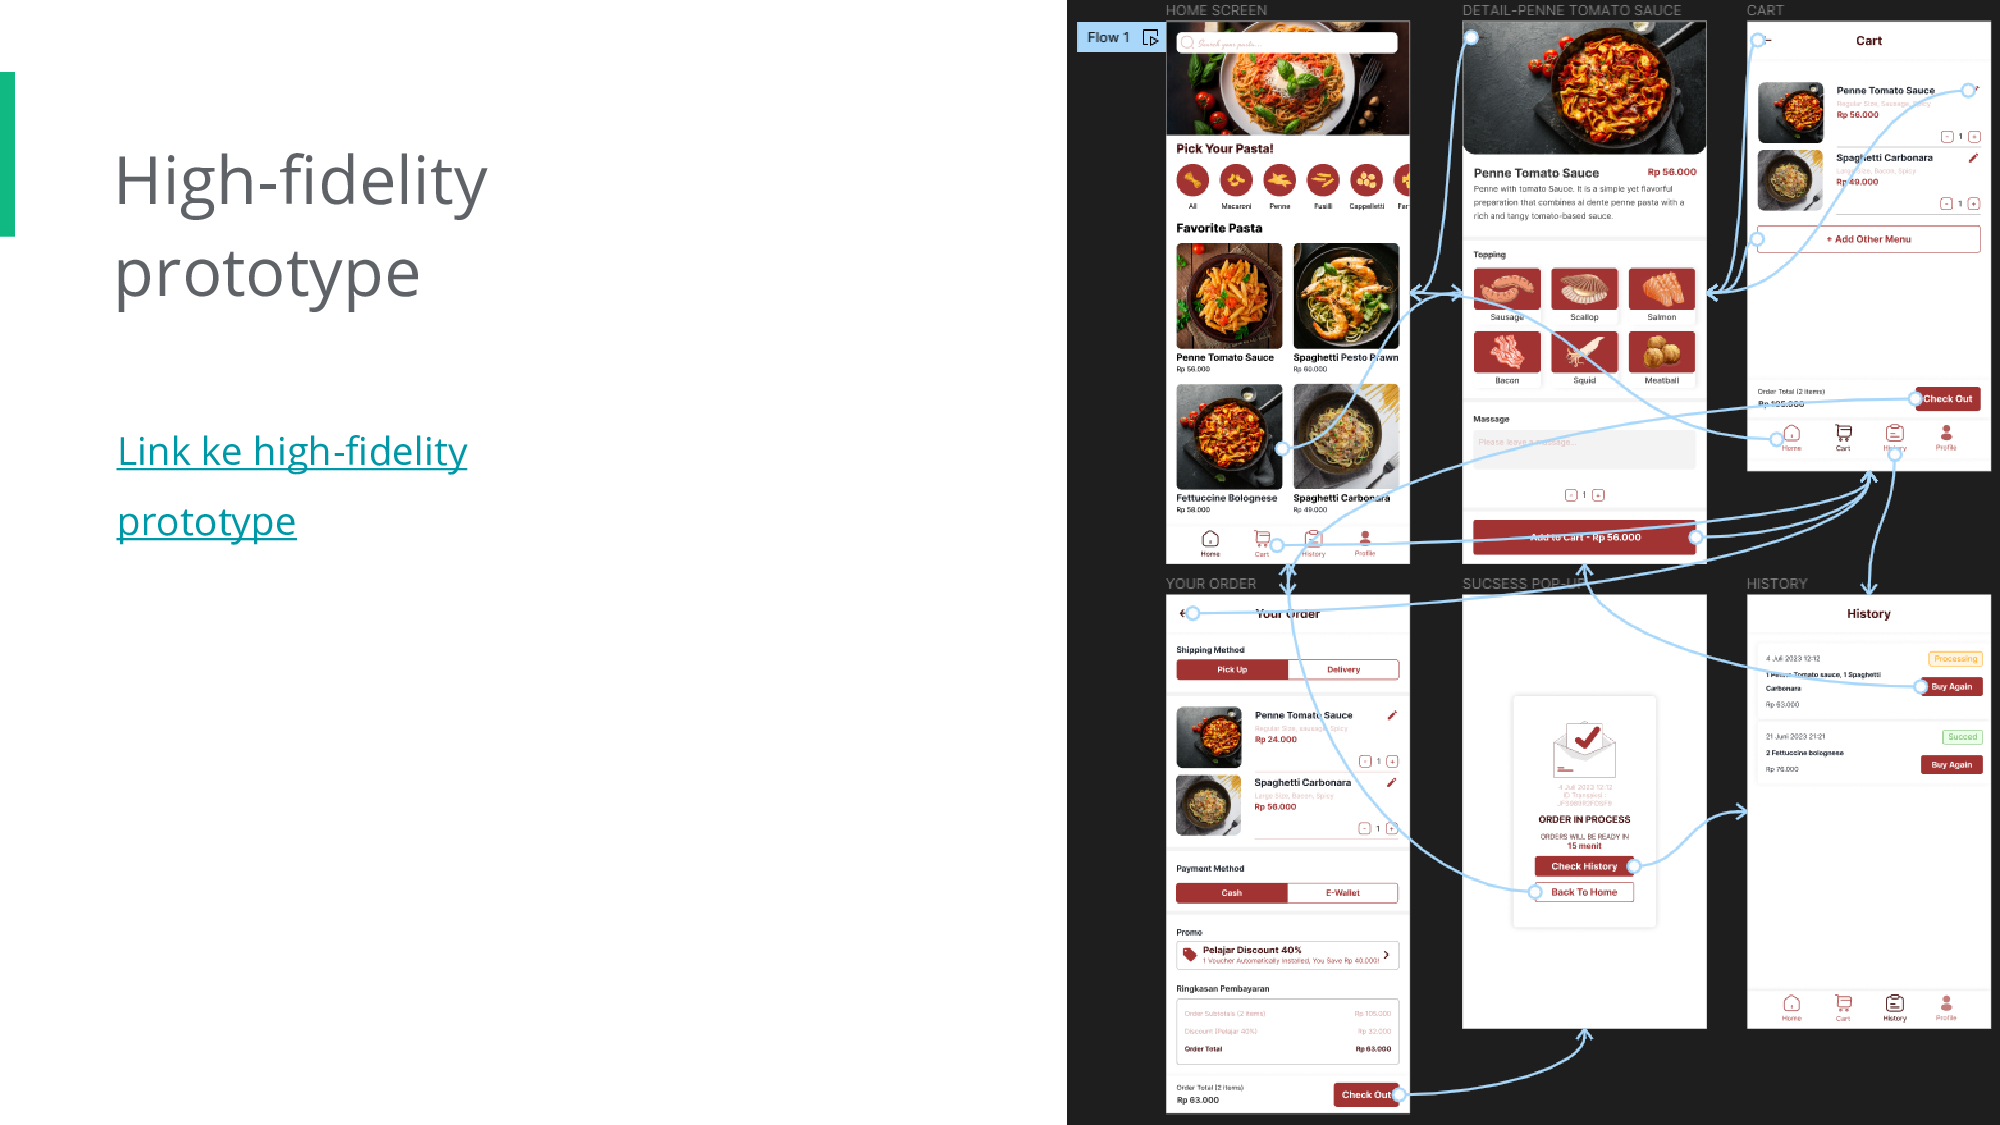 High-fidelity
prototype
Link ke high-fidelity
prototype
Flow 1
HOME SCREEN
Search your pasta ...
Pick Your Pasta!
All Macaroni Penne Fusilli Cappelletti
Favorite Pasta
Penne Tomato Sauce Spaghetti Pesto Prawn
Rp 56.000 Rp 60.000
Fettuccine Bolognese Spaghetti Carbonara
Rp 58.000 Rp 49.000
Home Cart History Profile
DETAIL-PENNE TOMATO SAUCE
Penne Tomato Sauce Rp 56.000
Penne with tomato Sauce. It is a simple yet flavorful
preparation that combines al dente penne pasta with a
rich and tangy tomato-based sauce.
Topping
Sausage Scallop Salmon
Bacon Squid Meatball
Massage
Please leave a massage...
- 1 +
Add to Cart • Rp 56.000
CART
Cart
Penne Tomato Sauce
Regular Size, Sausage, Spicy
Rp 56.000
- 1 +
Spaghetti Carbonara
Large Size, Bacon, Spicy
Rp 49.000
- 1 +
+ Add Other Menu
Order Total (2 items)
Rp 105.000
Check Out
Home Cart History Profile
YOUR ORDER
Your Order
Shipping Method
Pick Up Delivery
Penne Tomato Sauce
Regular Size, sausage, Spicy
Rp 24.000
- 1 +
Spaghetti Carbonara
Large Size, Bacon, Spicy
Rp 56.000
- 1 +
Payment Method
Cash E-Wallet
Promo
Pelajar Discount 40%
1 Voucher Automatically Installed, You Save Rp 40.000!
Ringkasan Pembayaran
Order Subtotals (2 Items) Rp 105.000
Discount (Pelajar 40%)
Order Total Rp 63.000
Order Total (2 Items)
Rp 63.000
Check Out
SUCSESS POP-UP
4 Juli 2023 12:12
ORDER IN PROCESS
ORDERS WILL BE READY IN
15 menit
Check History
Back To Home
HISTORY
History
4 Juli 2023 12:12 Processing
1 Penne Tomato sauce, 1 Spaghetti
Carbonara
Buy Again
Rp 63.000
21 Juni 2023 21:21 Succed
2 Fettuccine bolognese
Rp 76.000
Buy Again
Home Cart History Profile